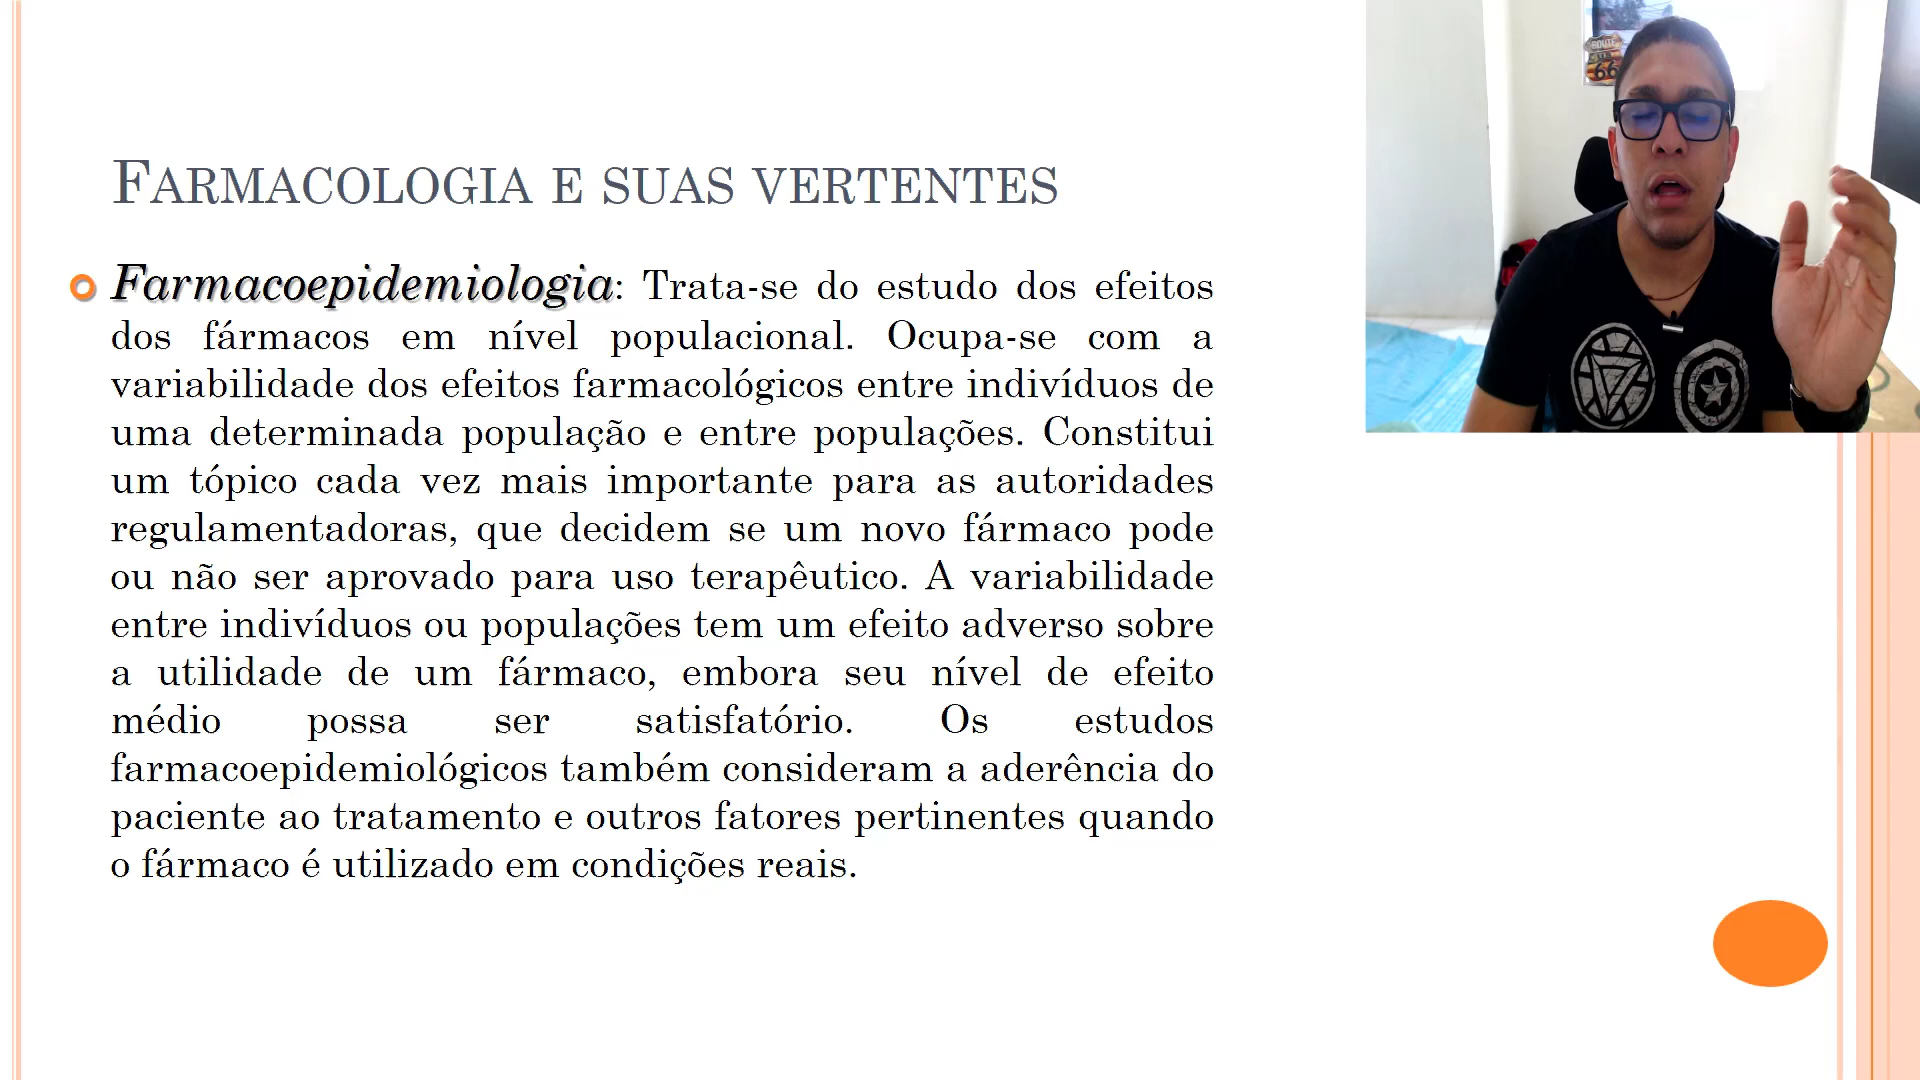 FARMACOLOGIA E SUAS VERTENTES
Farmacoepidemiologia: Trata-se do estudo dos efeitos
dos fármacos em nível populacional. Ocupa-se com a
variabilidade dos efeitos farmacológicos entre indivíduos de
uma determinada população e entre populações. Constitui
um tópico cada vez mais importante para as autoridades
regulamentadoras, que decidem se um novo fármaco pode
ou não ser aprovado para uso terapêutico. A variabilidade
entre indivíduos ou populações tem um efeito adverso sobre
a utilidade de um fármaco, embora seu nível de efeito
médio possa ser satisfatório. Os estudos
farmacoepidemiológicos também consideram a aderência do
paciente ao tratamento e outros fatores pertinentes quando
o fármaco é utilizado em condições reais.
ROUTE
66